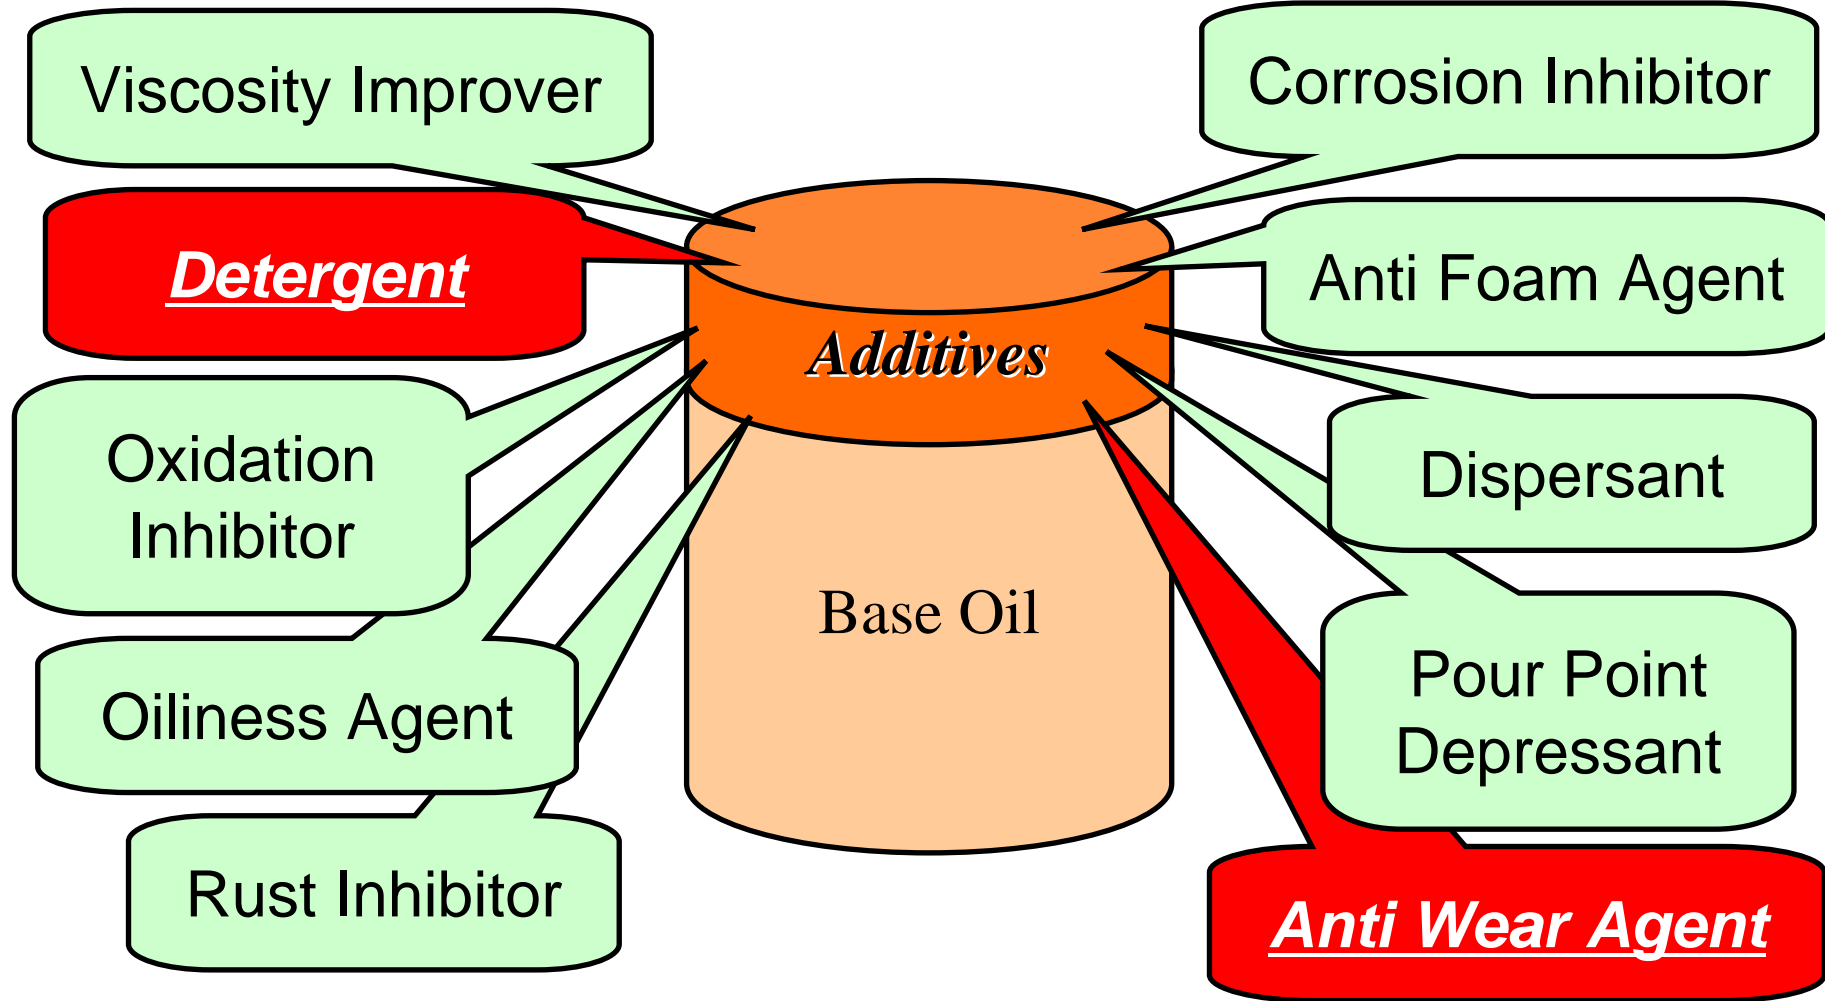 Viscosity Improver
Corrosion Inhibitor
Detergent
Anti Foam Agent
Additives
Oxidation
Inhibitor
Dispersant
Base Oil
Oiliness Agent
Pour Point
Depressant
Rust Inhibitor
Anti Wear Agent